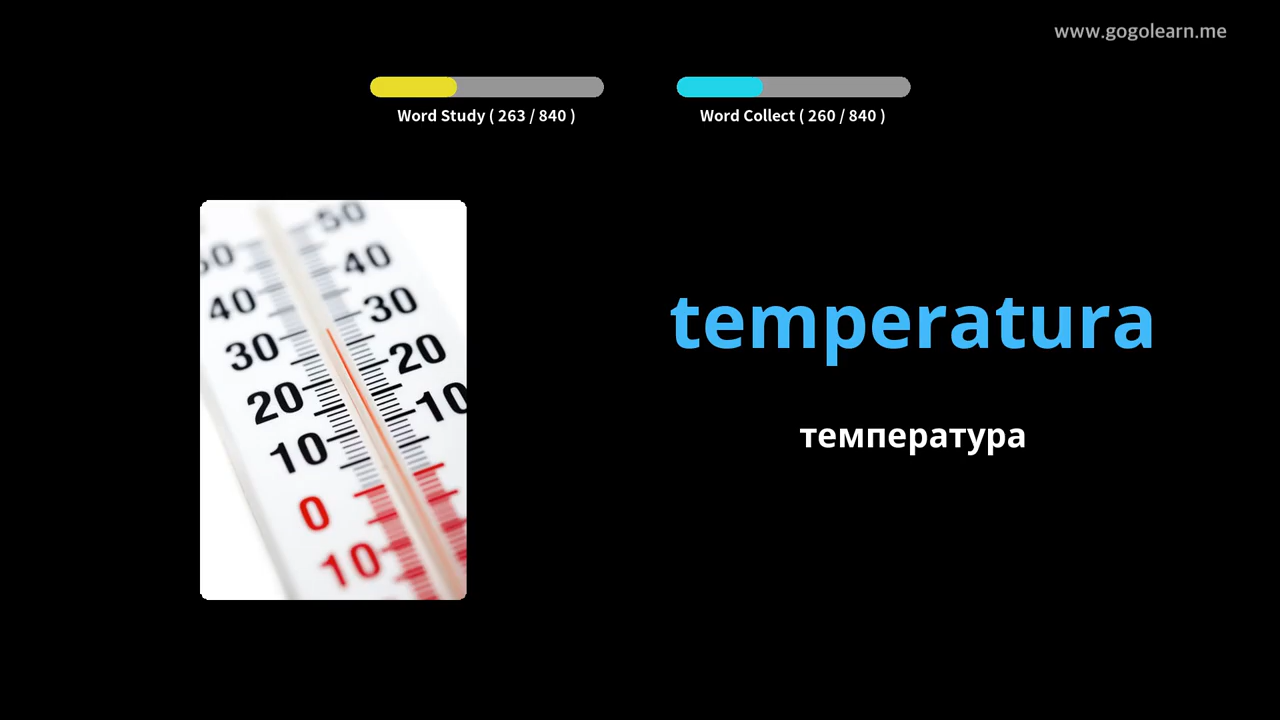 www.gogolearn.me
Word Study ( 263 / 840 )
Word Collect ( 260 / 840 )
50
50
40
40
30
30
20
20
10
10
0
10
temperatura
температура